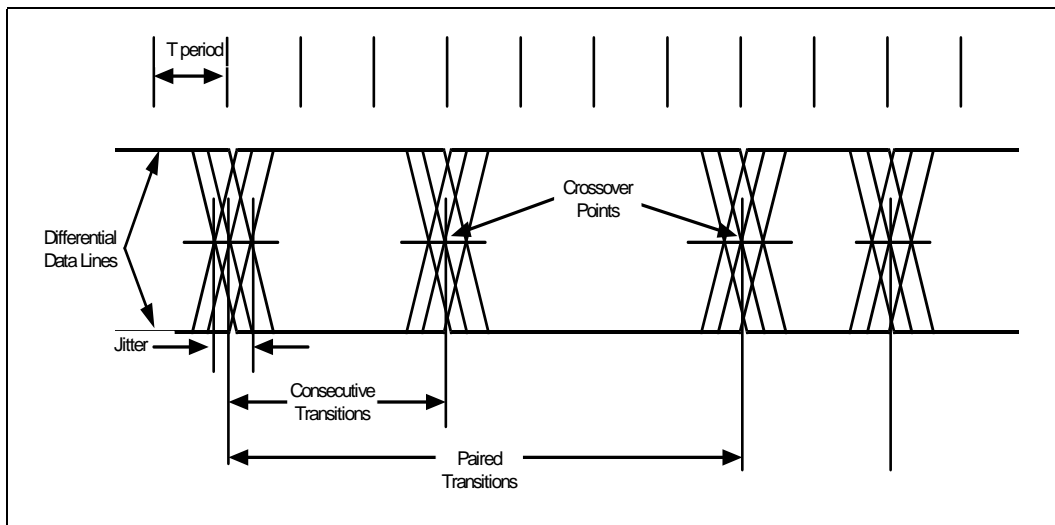 T period
Crossover
Points
Differential
Data Lines
Jitter
Consecutive
Transitions
Paired
Transitions